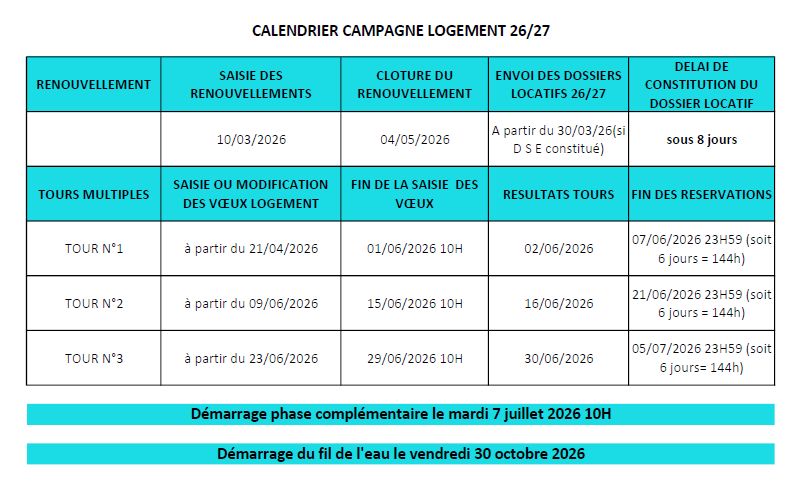 CALENDRIER CAMPAGNE LOGEMENT 26/27
RENOUVELLEMENT
SAISIE DES
RENOUVELLEMENTS
CLOTURE DU
RENOUVELLEMENT
ENVOI DES DOSSIERS
LOCATIFS 26/27
DELAI DE
CONSTITUTION DU
DOSSIER LOCATIF
10/03/2026
04/05/2026
A partir du 30/03/26(si
D S E constitué)
sous 8 jours
TOURS MULTIPLES
SAISIE OU MODIFICATION
DES VŒUX LOGEMENT
FIN DE LA SAISIE DES
VŒUX
RESULTATS TOURS
FIN DES RESERVATIONS
TOUR N°1
à partir du 21/04/2026
01/06/2026 10H
02/06/2026
07/06/2026 23H59 (soit
6 jours = 144h)
TOUR N°2
à partir du 09/06/2026
15/06/2026 10H
16/06/2026
21/06/2026 23H59 (soit
6 jours = 144h)
TOUR N°3
à partir du 23/06/2026
29/06/2026 10H
30/06/2026
05/07/2026 23H59 (soit
6 jours= 144h)
Démarrage phase complémentaire le mardi 7 juillet 2026 10H
Démarrage du fil de l'eau le vendredi 30 octobre 2026